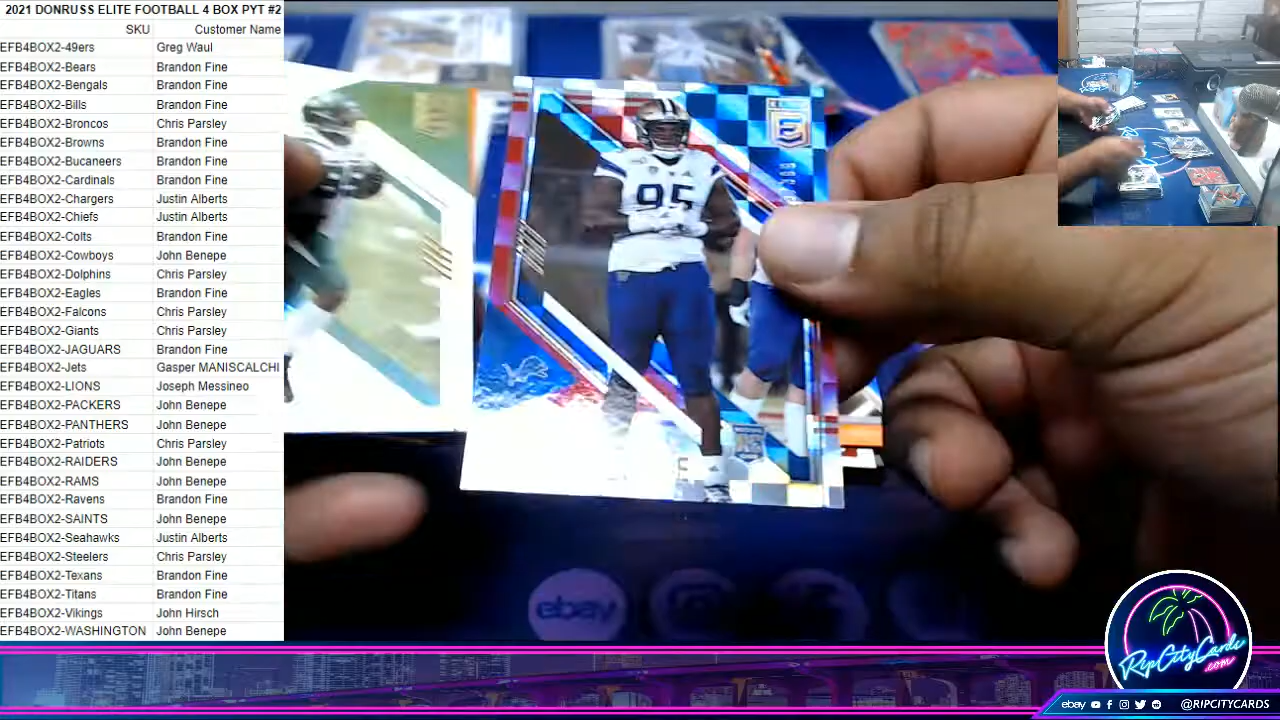 2021 DONRUSS ELITE FOOTBALL 4 BOX PYT #2
SKU Customer Name
EFB4BOX2-49ers Greg Waul
EFB4BOX2-Bears Brandon Fine
EFB4BOX2-Bengals Brandon Fine
EFB4BOX2-Bills Brandon Fine
EFB4BOX2-Broncos Chris Parsley
EFB4BOX2-Browns Brandon Fine
EFB4BOX2-Bucaneers Brandon Fine
EFB4BOX2-Cardinals Brandon Fine
EFB4BOX2-Chargers Justin Alberts
EFB4BOX2-Chiefs Justin Alberts
EFB4BOX2-Colts Brandon Fine
EFB4BOX2-Cowboys John Benepe
EFB4BOX2-Dolphins Chris Parsley
EFB4BOX2-Eagles Brandon Fine
EFB4BOX2-Falcons Chris Parsley
EFB4BOX2-Giants Chris Parsley
EFB4BOX2-JAGUARS Brandon Fine
EFB4BOX2-Jets Gasper MANISCALCHI
EFB4BOX2-LIONS Joseph Messineo
EFB4BOX2-PACKERS John Benepe
EFB4BOX2-PANTHERS John Benepe
EFB4BOX2-Patriots Chris Parsley
EFB4BOX2-RAIDERS John Benepe
EFB4BOX2-RAMS John Benepe
EFB4BOX2-Ravens Brandon Fine
EFB4BOX2-SAINTS John Benepe
EFB4BOX2-Seahawks Justin Alberts
EFB4BOX2-Steelers Chris Parsley
EFB4BOX2-Texans Brandon Fine
EFB4BOX2-Titans Brandon Fine
EFB4BOX2-Vikings John Hirsch
EFB4BOX2-WASHINGTON John Benepe
E
95
ebay
RipCityCards
.com
ebay @RIPCITYCARDS